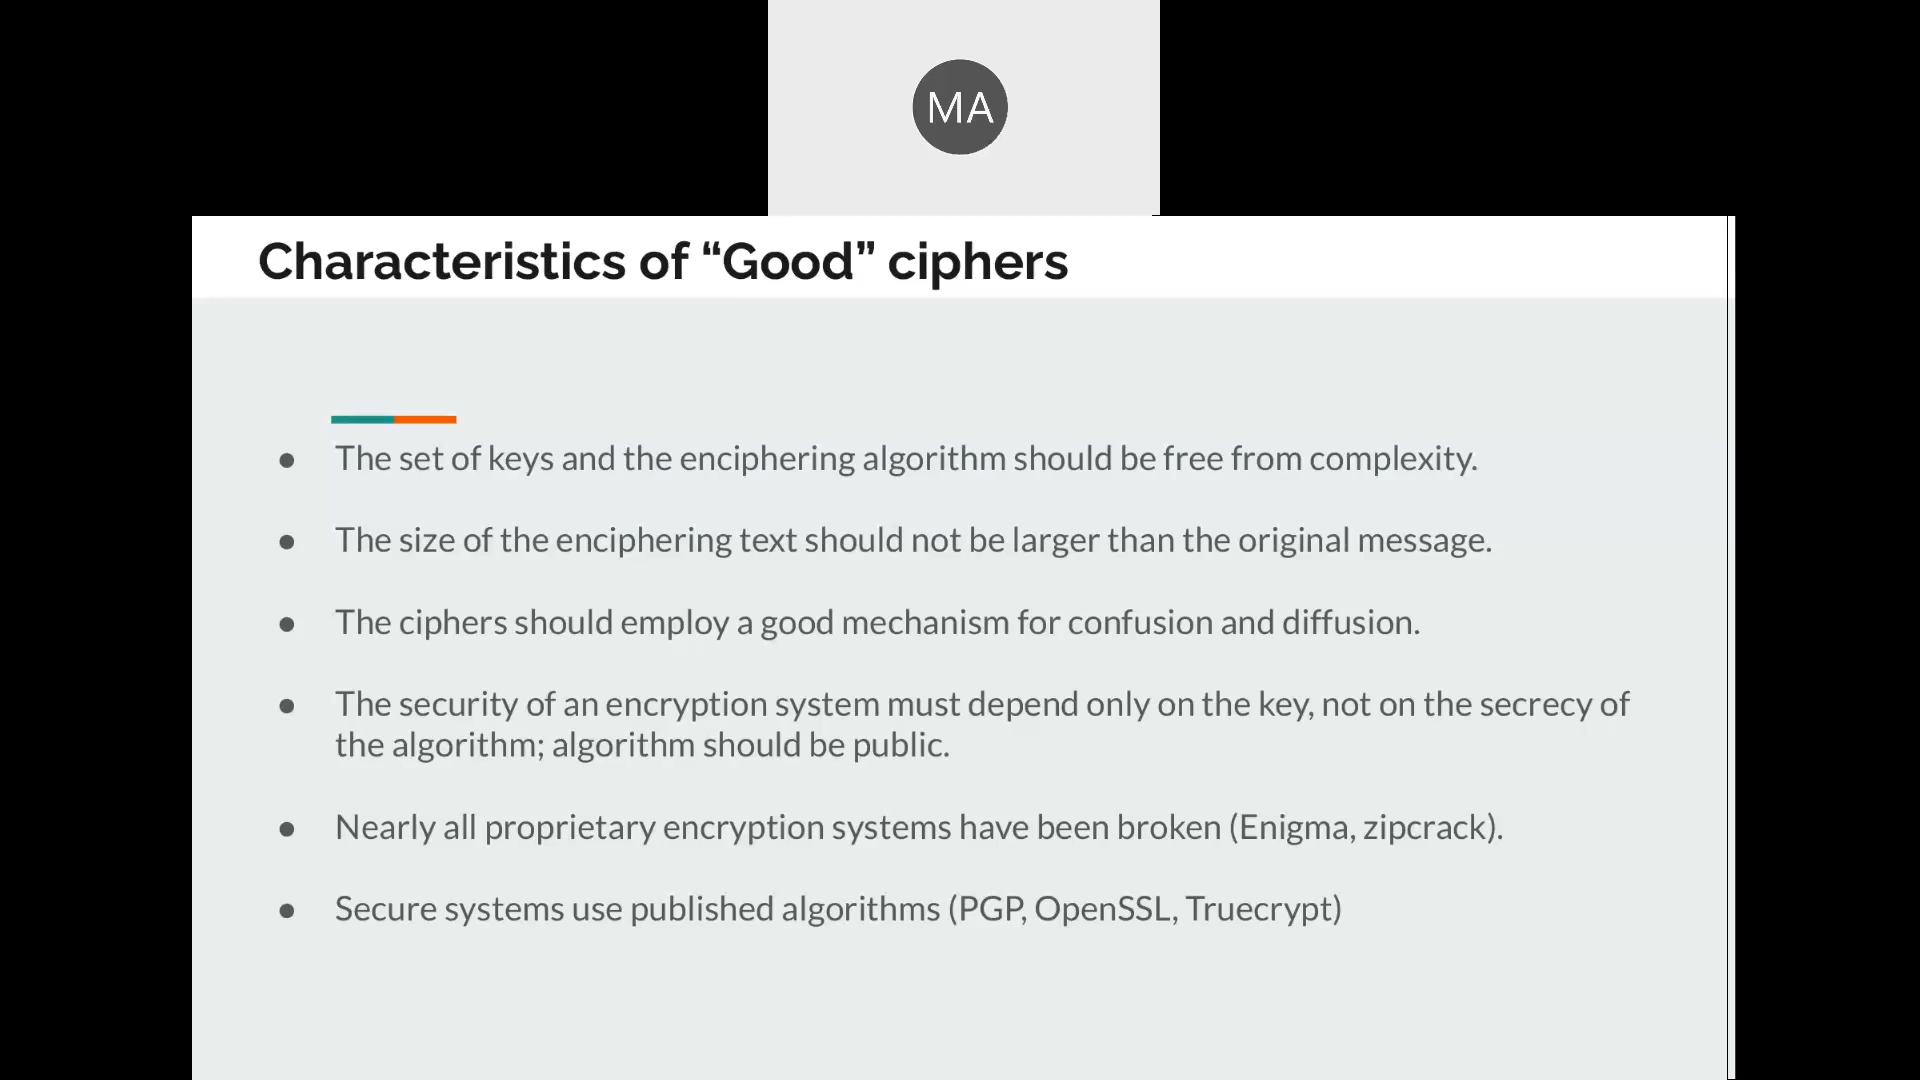 MA
Characteristics of “Good” ciphers
● The set of keys and the enciphering algorithm should be free from complexity.
● The size of the enciphering text should not be larger than the original message.
● The ciphers should employ a good mechanism for confusion and diffusion.
● The security of an encryption system must depend only on the key, not on the secrecy of
the algorithm; algorithm should be public.
● Nearly all proprietary encryption systems have been broken (Enigma, zipcrack).
● Secure systems use published algorithms (PGP, OpenSSL, Truecrypt)